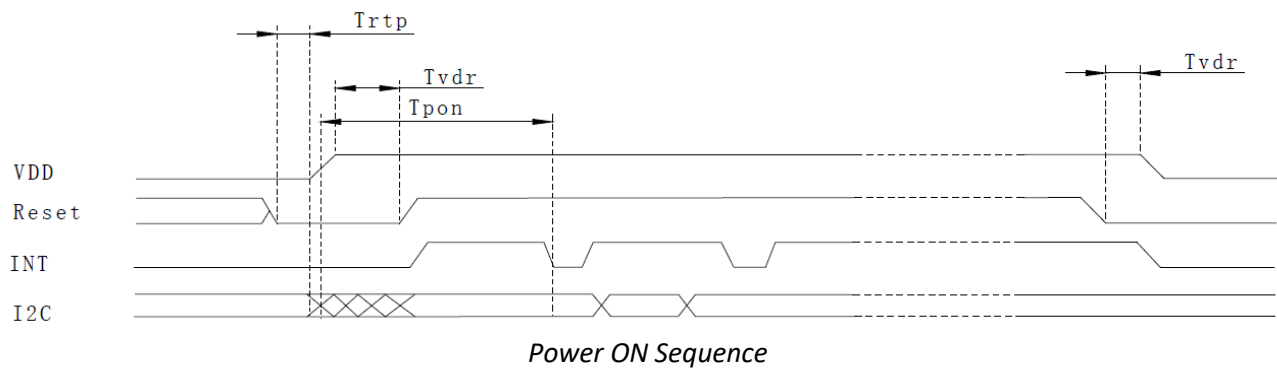 Trtp
Tvdr
Tvdr
Tpon
VDD
Reset
INT
I2C
Power ON Sequence